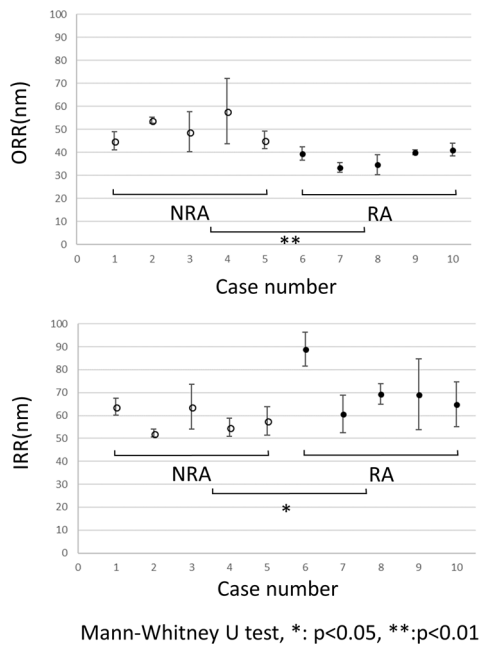 ORR(nm)
100
90
80
70
60
50
40
30
20
10
0
NRA
RA
**
0 1 2 3 4 5 6 7 8 9 10
Case number
IRR(nm)
100
90
80
70
60
50
40
30
20
10
0
NRA
RA
*
0 1 2 3 4 5 6 7 8 9 10
Case number
Mann-Whitney U test, *: p<0.05, **:p<0.01